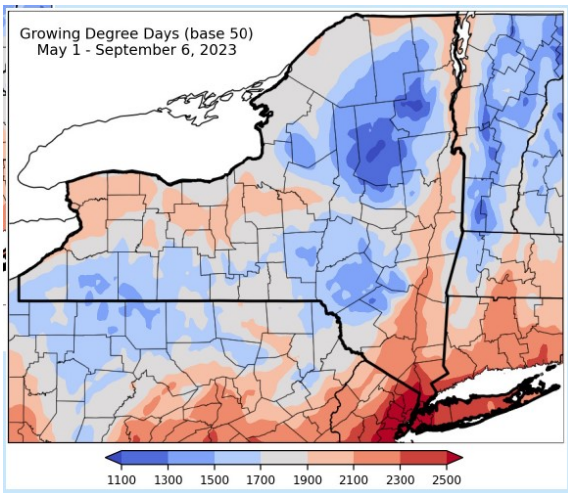 Growing Degree Days (base 50)
May 1 - September 6, 2023
1100 1300 1500 1700 1900 2100 2300 2500